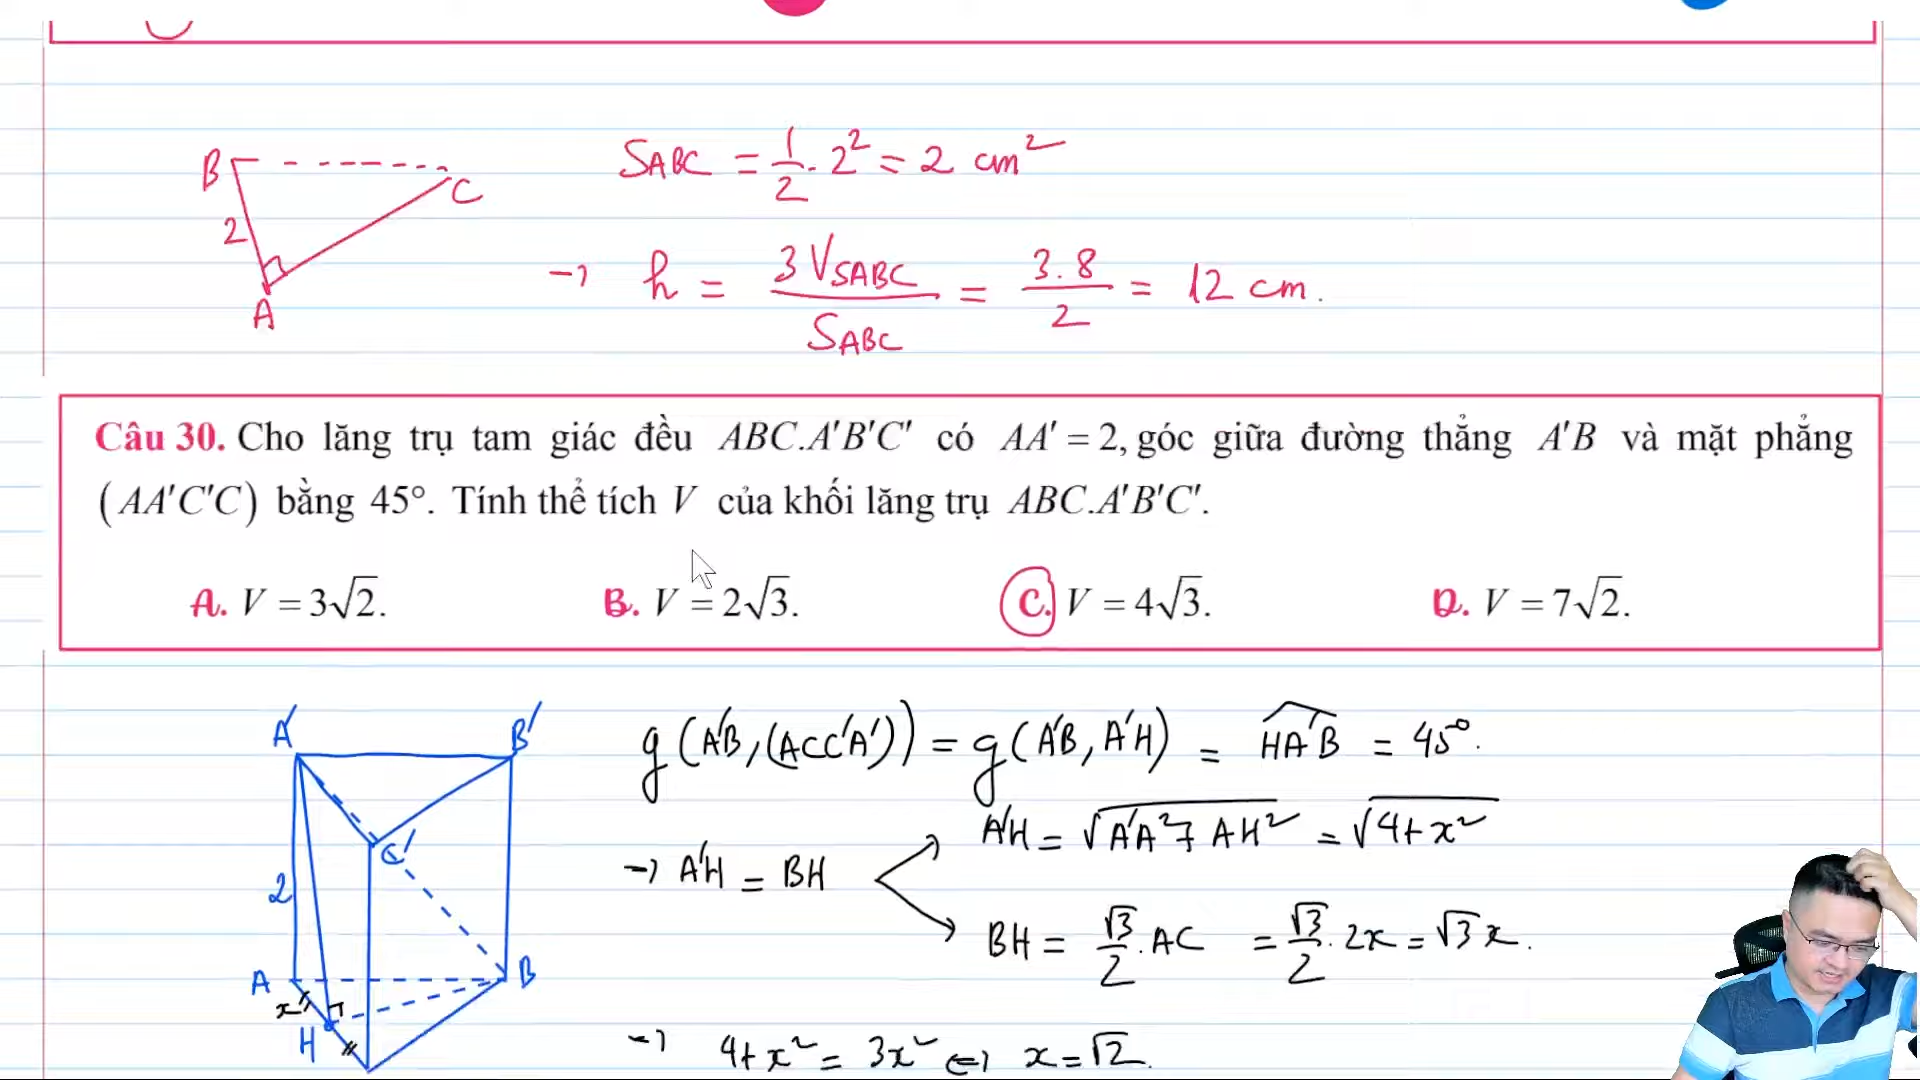 B
C
2
A
S_ABC = 1/2 . 2² = 2 cm²
→ h = 3V_SABC / S_ABC = 3.8 / 2 = 12 cm.
Câu 30. Cho lăng trụ tam giác đều ABC.A'B'C' có AA' = 2, góc giữa đường thẳng A'B và mặt phẳng
(AA'C'C) bằng 45°. Tính thể tích V của khối lăng trụ ABC.A'B'C'.
A. V = 3√2. B. V = 2√3. C. V = 4√3. D. V = 7√2.
A' B'
C'
2
A B
x
H
g(A'B, (ACC'A')) = g(A'B, A'H) = HA'B = 45°.
→ A'H = BH
A'H = √(A'A² + AH²) = √(4+x²)
BH = √3/2 . AC = √3/2 . 2x = √3 x.
→ 4+x² = 3x² ⇔ x = √2.